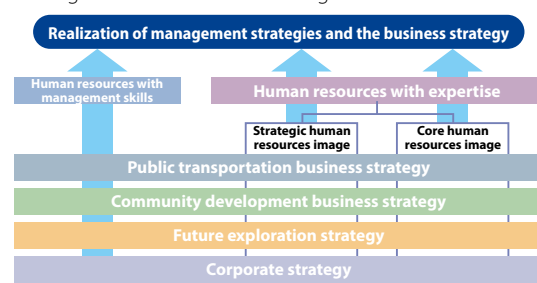 Realization of management strategies and the business strategy
Human resources with
management skills
Human resources with expertise
Strategic human
resources image
Core human
resources image
Public transportation business strategy
Community development business strategy
Future exploration strategy
Corporate strategy